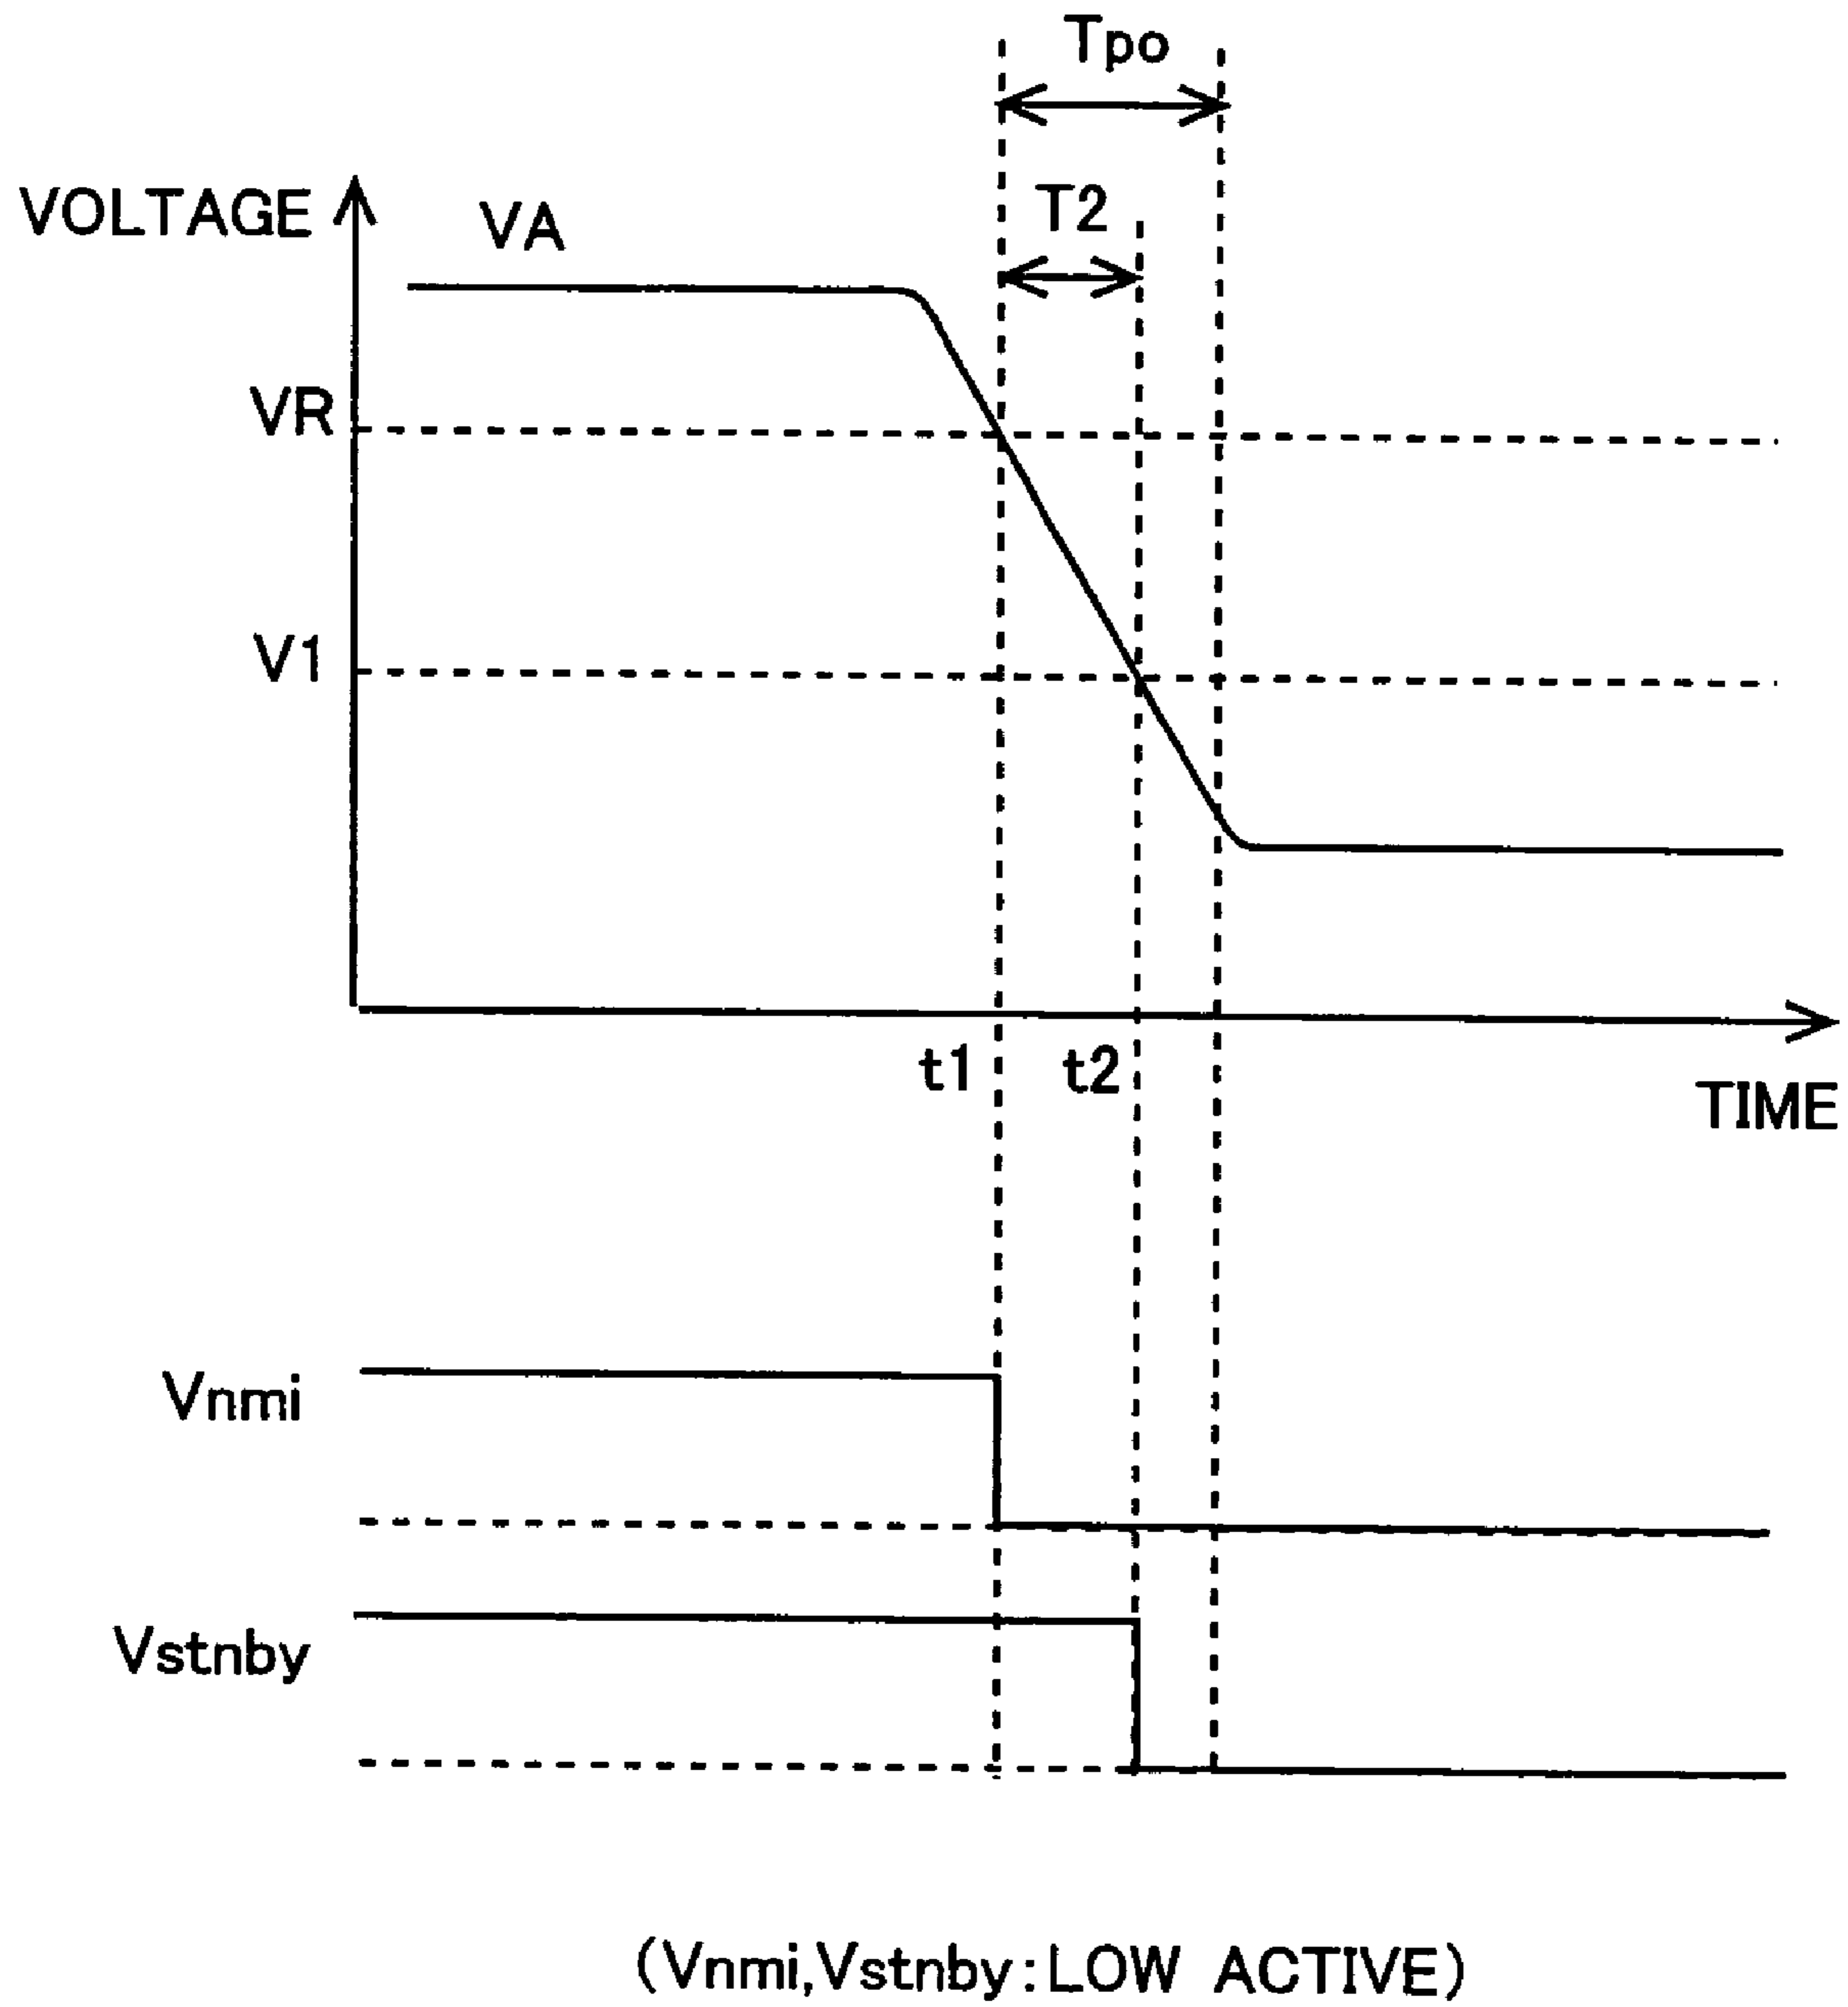 Tpo
T2
VOLTAGE
VA
VR
V1
t1
t2
TIME
Vnmi
Vstnby
(Vnmi,Vstnby:LOW ACTIVE)